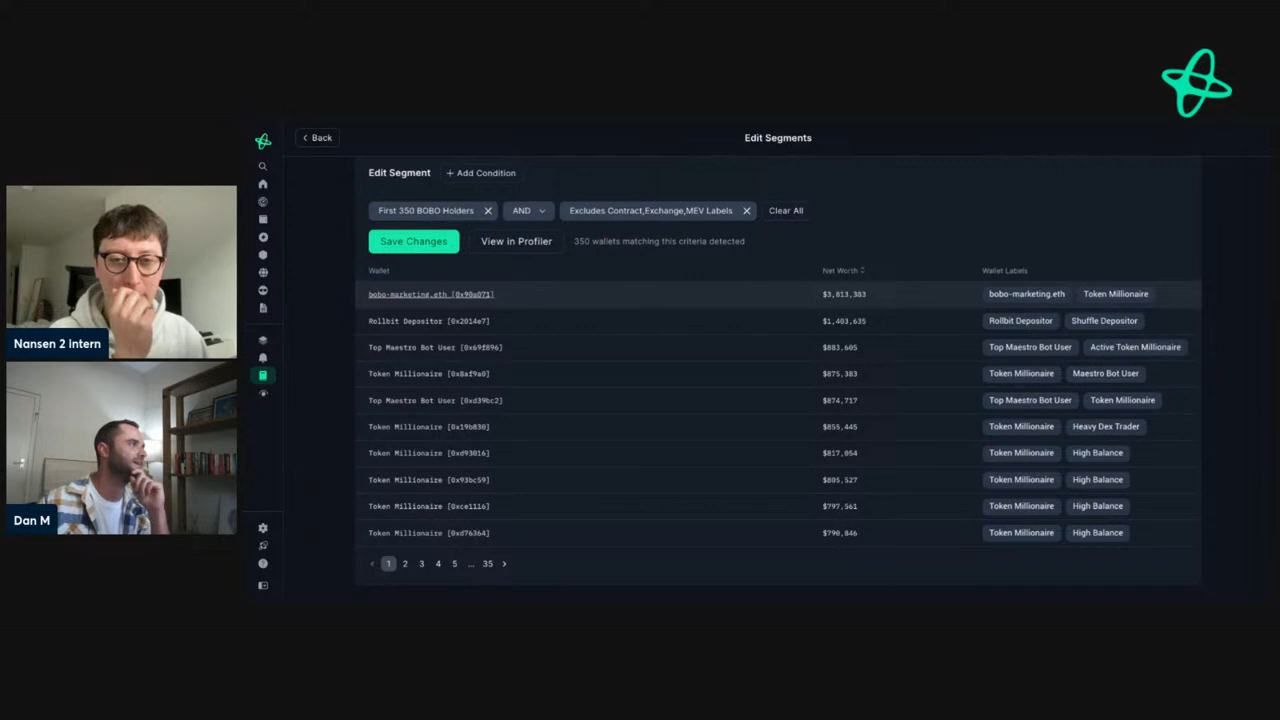 Back
Edit Segments
Edit Segment
+ Add Condition
First 350 BOBO Holders
AND
Excludes Contract,Exchange,MEV Labels
Clear All
Save Changes
View in Profiler
350 wallets matching this criteria detected
Wallet
Net Worth
Wallet Labels
bobo-marketing.eth [0x90a071]
$3,813,383
bobo-marketing.eth
Token Millionaire
Rollbit Depositor [0x2014e7]
$1,403,635
Rollbit Depositor
Shuffle Depositor
Top Maestro Bot User [0x69f896]
$883,605
Top Maestro Bot User
Active Token Millionaire
Token Millionaire [0x8af9a0]
$875,383
Token Millionaire
Maestro Bot User
Top Maestro Bot User [0xd39bc2]
$874,717
Top Maestro Bot User
Token Millionaire
Token Millionaire [0x19b830]
$855,445
Token Millionaire
Heavy Dex Trader
Token Millionaire [0xd93016]
$817,054
Token Millionaire
High Balance
Token Millionaire [0x93bc59]
$805,527
Token Millionaire
High Balance
Token Millionaire [0xce1116]
$797,561
Token Millionaire
High Balance
Token Millionaire [0xd76364]
$790,846
Token Millionaire
High Balance
1 2 3 4 5 ... 35
Nansen 2 Intern
Dan M